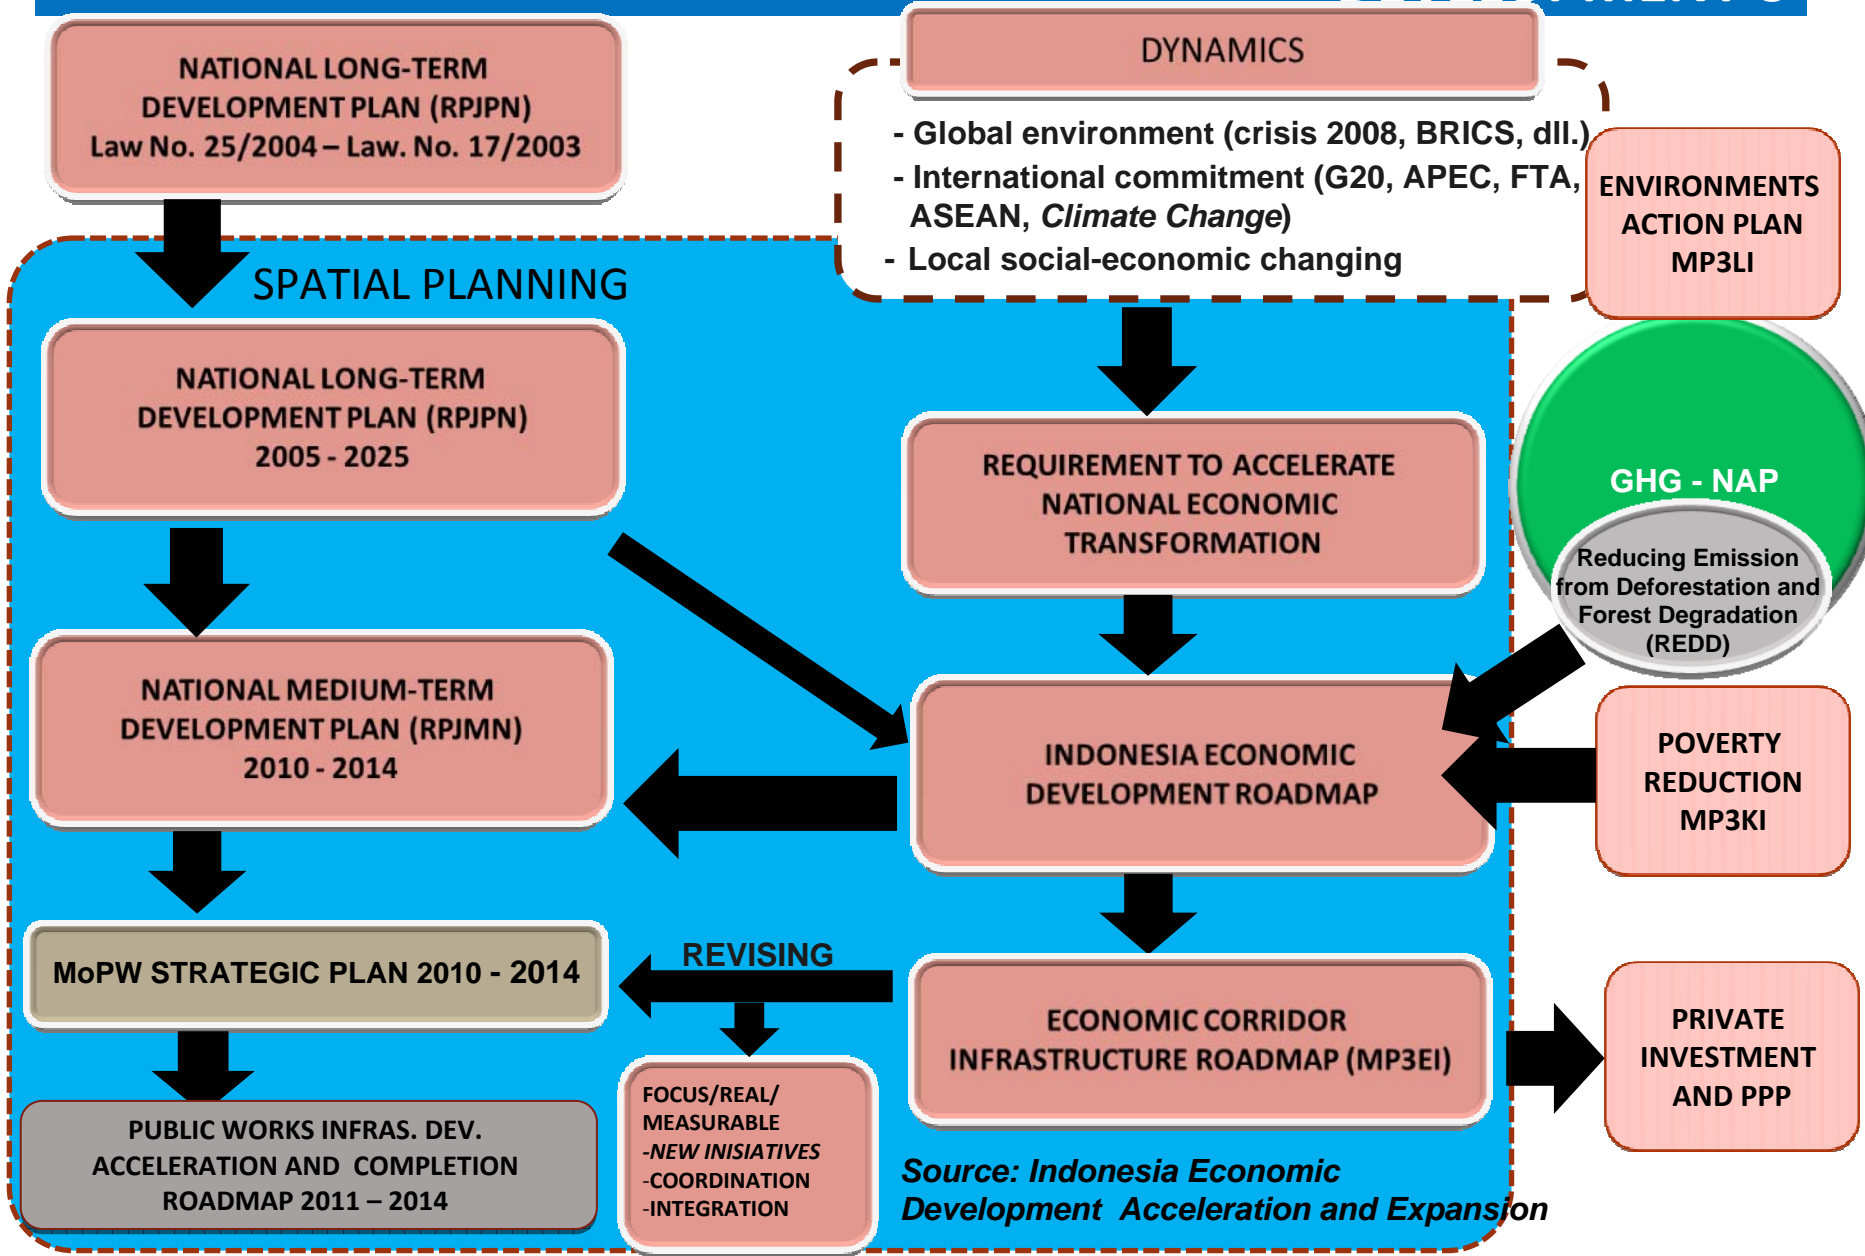 NATIONAL LONG-TERM
DEVELOPMENT PLAN (RPJPN)
Law No. 25/2004 – Law. No. 17/2003
DYNAMICS
- Global environment (crisis 2008, BRICS, dll.)
- International commitment (G20, APEC, FTA,
ASEAN, Climate Change)
- Local social-economic changing
ENVIRONMENTS
ACTION PLAN
MP3LI
SPATIAL PLANNING
NATIONAL LONG-TERM
DEVELOPMENT PLAN (RPJPN)
2005 - 2025
REQUIREMENT TO ACCELERATE
NATIONAL ECONOMIC
TRANSFORMATION
GHG - NAP
Reducing Emission
from Deforestation and
Forest Degradation
(REDD)
NATIONAL MEDIUM-TERM
DEVELOPMENT PLAN (RPJMN)
2010 - 2014
INDONESIA ECONOMIC
DEVELOPMENT ROADMAP
POVERTY
REDUCTION
MP3KI
MoPW STRATEGIC PLAN 2010 - 2014
REVISING
ECONOMIC CORRIDOR
INFRASTRUCTURE ROADMAP (MP3EI)
PRIVATE
INVESTMENT
AND PPP
PUBLIC WORKS INFRAS. DEV.
ACCELERATION AND COMPLETION
ROADMAP 2011 – 2014
FOCUS/REAL/
MEASURABLE
-NEW INISIATIVES
-COORDINATION
-INTEGRATION
Source: Indonesia Economic
Development Acceleration and Expansion